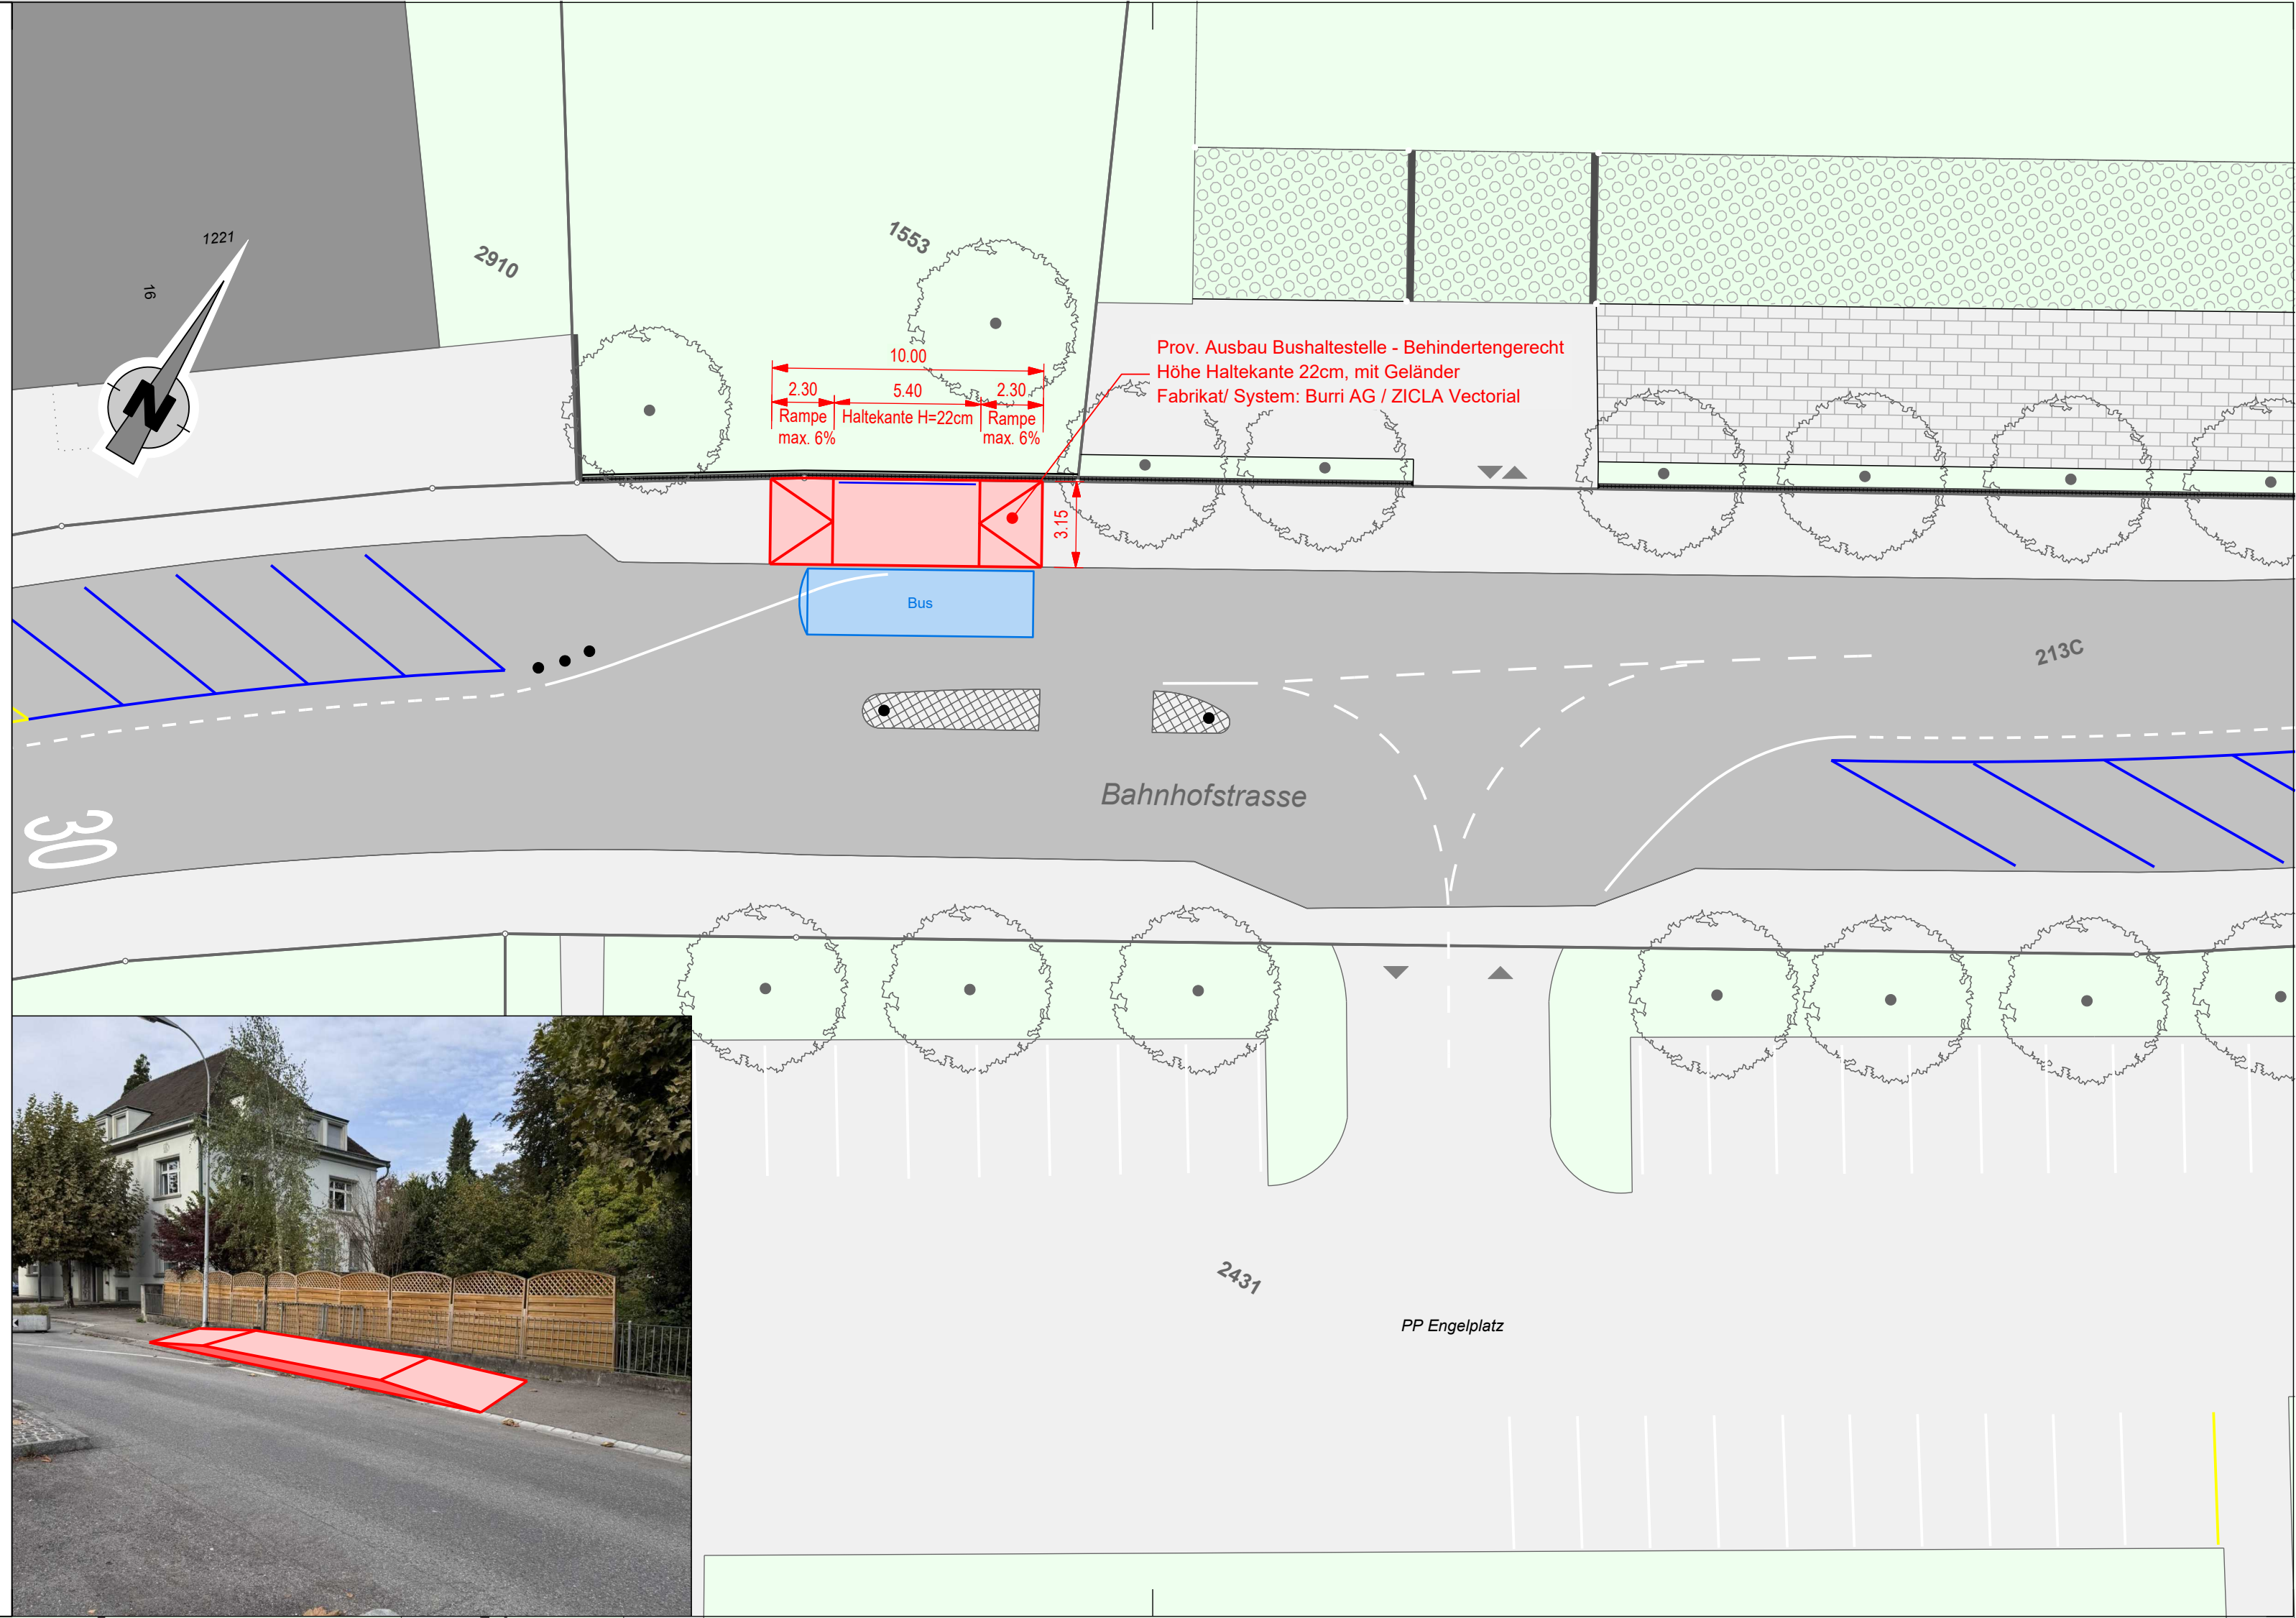 1221
16
2910
1553
N
10.00
2.30
5.40
2.30
Rampe
Haltekante H=22cm
Rampe
max. 6%
max. 6%
Prov. Ausbau Bushaltestelle - Behindertengerecht
Höhe Haltekante 22cm, mit Geländer
Fabrikat/ System: Burri AG / ZICLA Vectorial
3.15
Bus
213C
Bahnhofstrasse
30
2431
PP Engelplatz